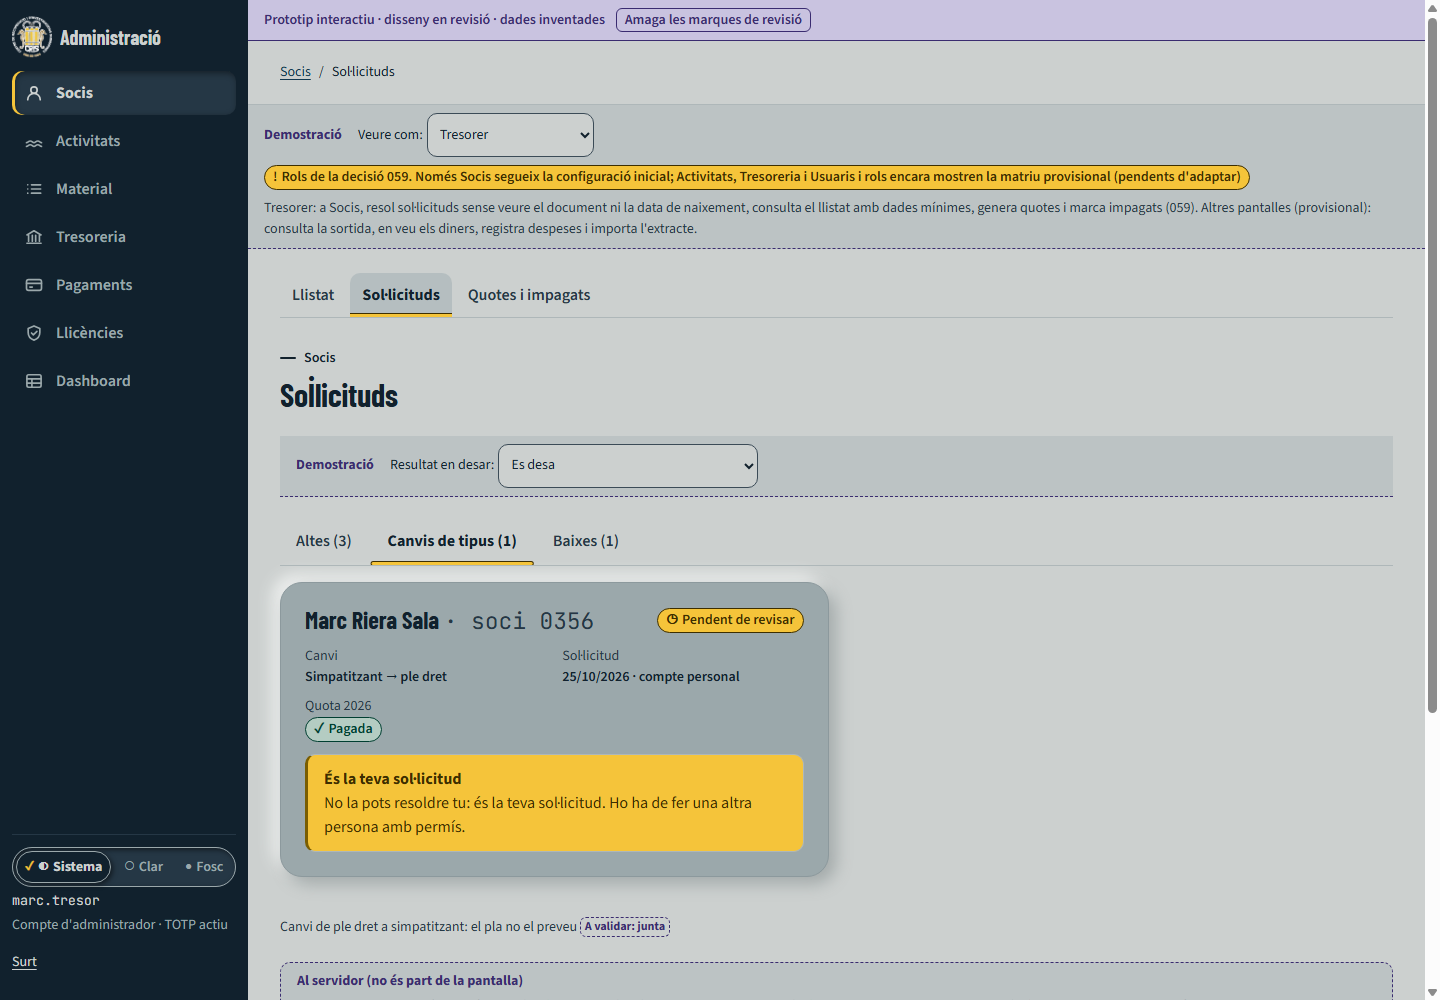 Administració
Socis
Activitats
Material
Tresoreria
Pagaments
Llicències
Dashboard
✓ Sistema
Clar
Fosc
marc.tresor
Compte d'administrador · TOTP actiu
Surt
Prototip interactiu · disseny en revisió · dades inventades
Amaga les marques de revisió
Socis / Sol·licituds
Demostració Veure com: Tresorer
! Rols de la decisió 059. Només Socis segueix la configuració inicial; Activitats, Tresoreria i Usuaris i rols encara mostren la matriu provisional (pendents d'adaptar)
Tresorer: a Socis, resol sol·licituds sense veure el document ni la data de naixement, consulta el llistat amb dades mínimes, genera quotes i marca impagats (059). Altres pantalles (provisional):
consulta la sortida, en veu els diners, registra despeses i importa l'extracte.
Llistat Sol·licituds Quotes i impagats
— Socis
Sol·licituds
Demostració Resultat en desar: Es desa
Altes (3) Canvis de tipus (1) Baixes (1)
Marc Riera Sala · soci 0356
Pendent de revisar
Canvi
Simpatitzant → ple dret
Sol·licitud
25/10/2026 · compte personal
Quota 2026
✓ Pagada
És la teva sol·licitud
No la pots resoldre tu: és la teva sol·licitud. Ho ha de fer una altra
persona amb permís.
Canvi de ple dret a simpatitzant: el pla no el preveu A validar: junta
Al servidor (no és part de la pantalla)